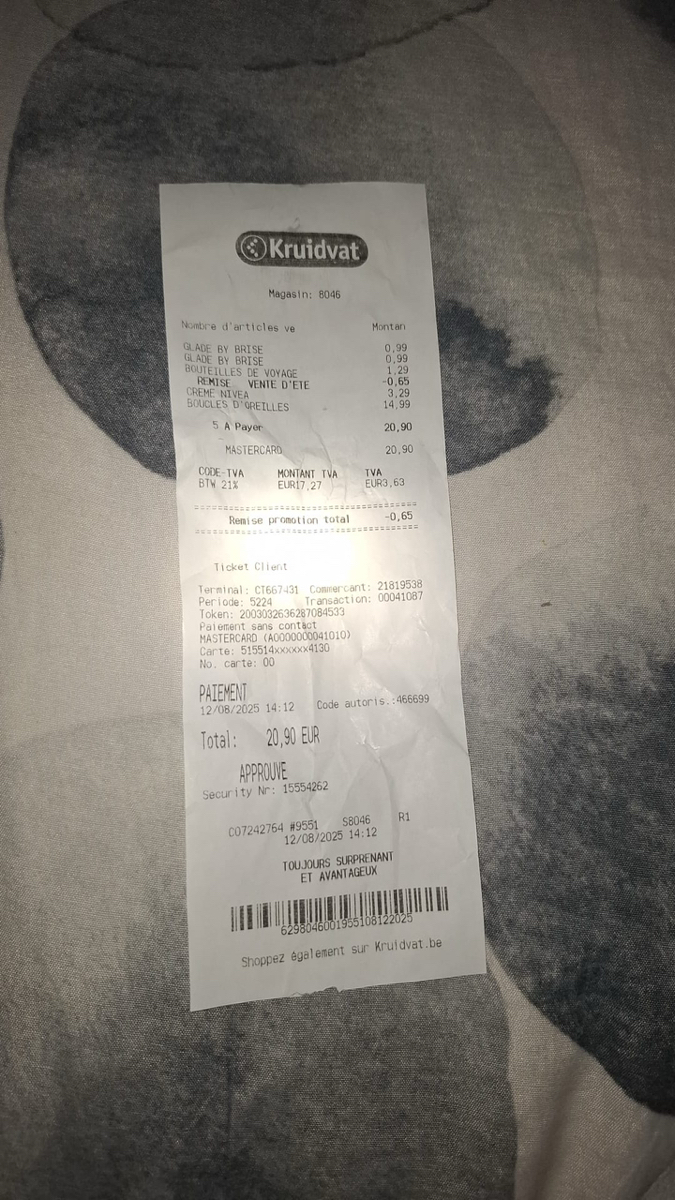 Kruidvat
Magasin: 8046
Nombre d'articles ve Montan
GLADE BY BRISE 0,99
GLADE BY BRISE 0,99
BOUTEILLES DE VOYAGE 1,29
REMISE VENTE D'ETE -0,65
CREME NIVEA 3,29
BOUCLES D'OREILLES 14,99
5 A Payer 20,90
MASTERCARD 20,90
CODE-TVA MONTANT TVA TVA
BTW 21% EUR17,27 EUR3,63
Remise promotion total -0,65
Ticket Client
Terminal: CT667431 Commercant: 21819538
Periode: 5224 Transaction: 00041087
Token: 2003032636287084533
Paiement sans contact
MASTERCARD (A0000000041010)
Carte: 515514xxxxxx4130
No. carte: 00
PAIEMENT
12/08/2025 14:12 Code autoris.:466699
Total: 20,90 EUR
APPROUVE
Security Nr: 15554262
C07242764 #9551 S8046 R1
12/08/2025 14:12
TOUJOURS SURPRENANT
ET AVANTAGEUX
6298046001955108122025
Shoppez également sur Kruidvat.be